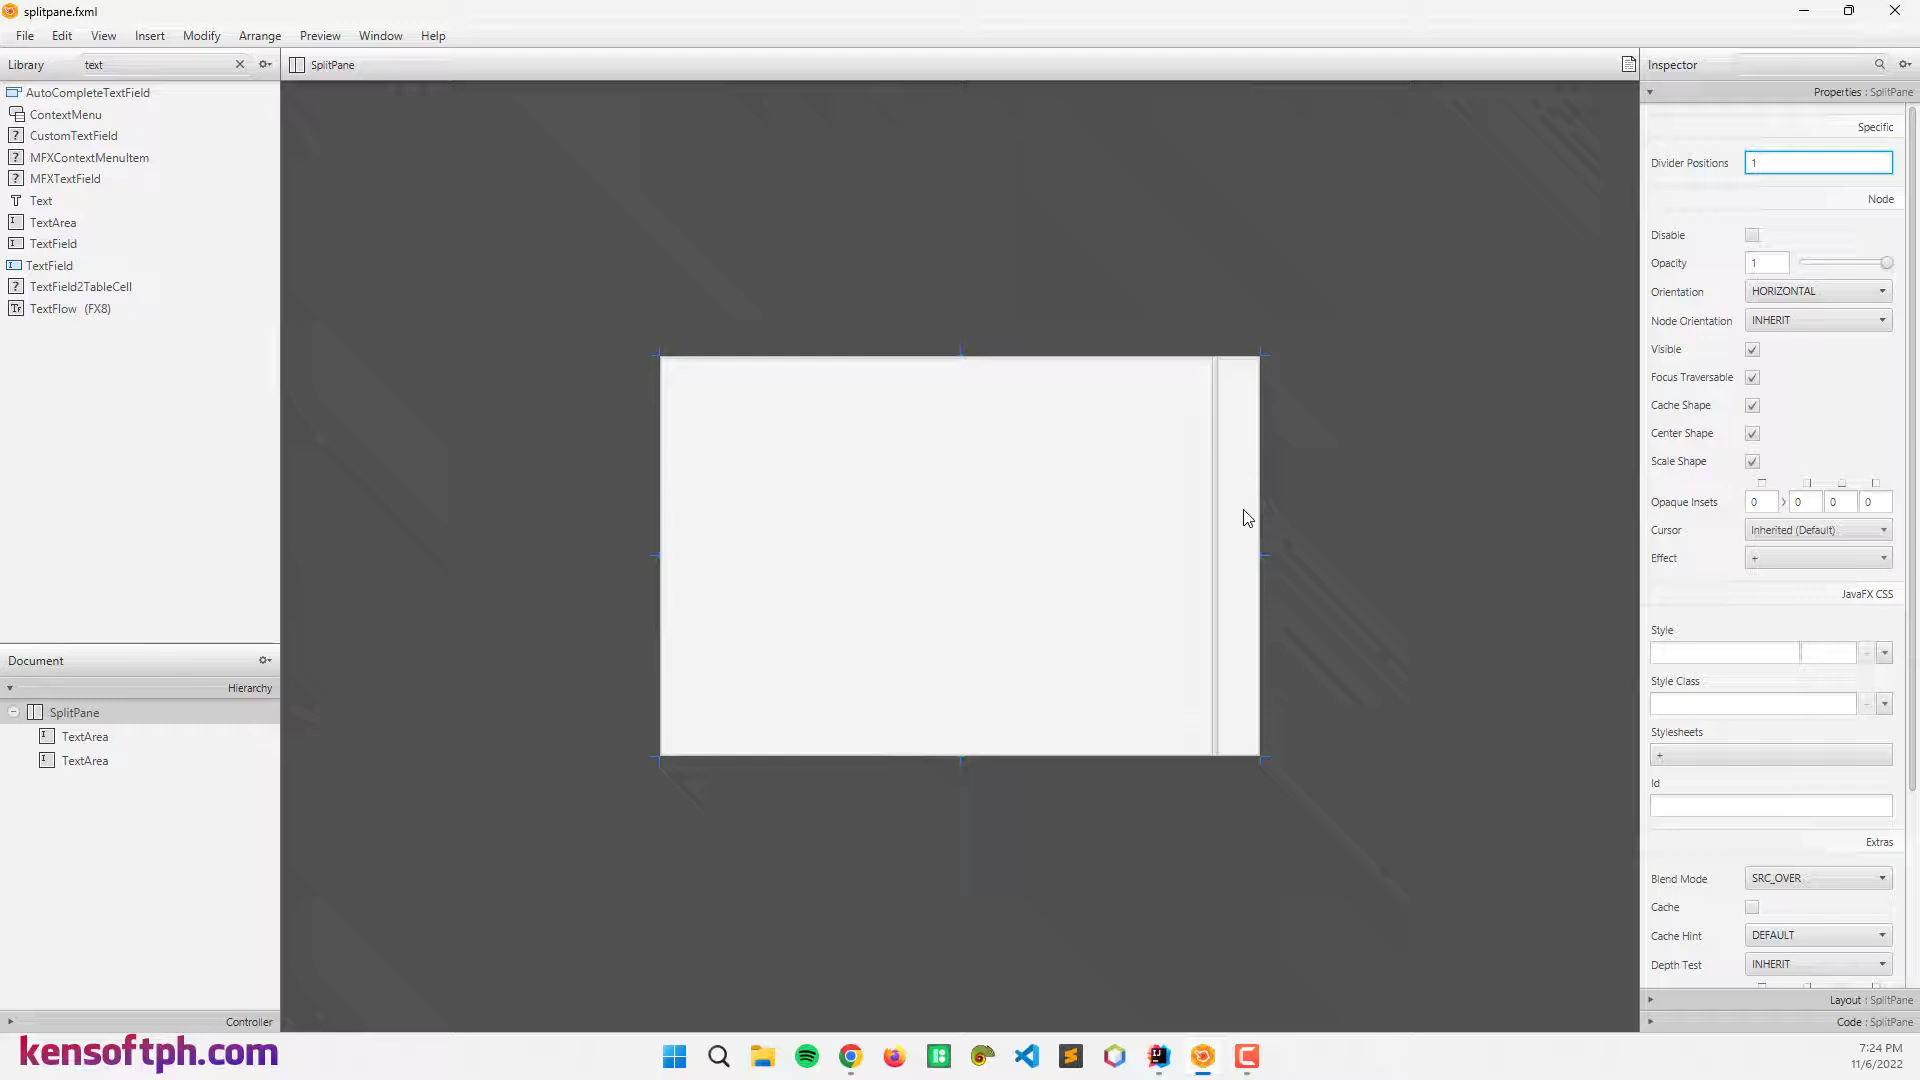 splitpane.fxml
File Edit View Insert Modify Arrange Preview Window Help
Library text
SplitPane
Inspector
AutoCompleteTextField
ContextMenu
CustomTextField
MFXContextMenuItem
MFXTextField
Text
TextArea
TextField
TextField
TextField2TableCell
TextFlow (FX8)
Document
Hierarchy
SplitPane
TextArea
TextArea
Controller
Properties : SplitPane
Specific
Divider Positions 1
Node
Disable
Opacity 1
Orientation HORIZONTAL
Node Orientation INHERIT
Visible
Focus Traversable
Cache Shape
Center Shape
Scale Shape
Opaque Insets 0 0 0 0
Cursor Inherited (Default)
Effect +
JavaFX CSS
Style
Style Class
Stylesheets
+
Id
Extras
Blend Mode SRC_OVER
Cache
Cache Hint DEFAULT
Depth Test INHERIT
Layout : SplitPane
Code : SplitPane
kensoftph.com
7:24 PM
11/6/2022